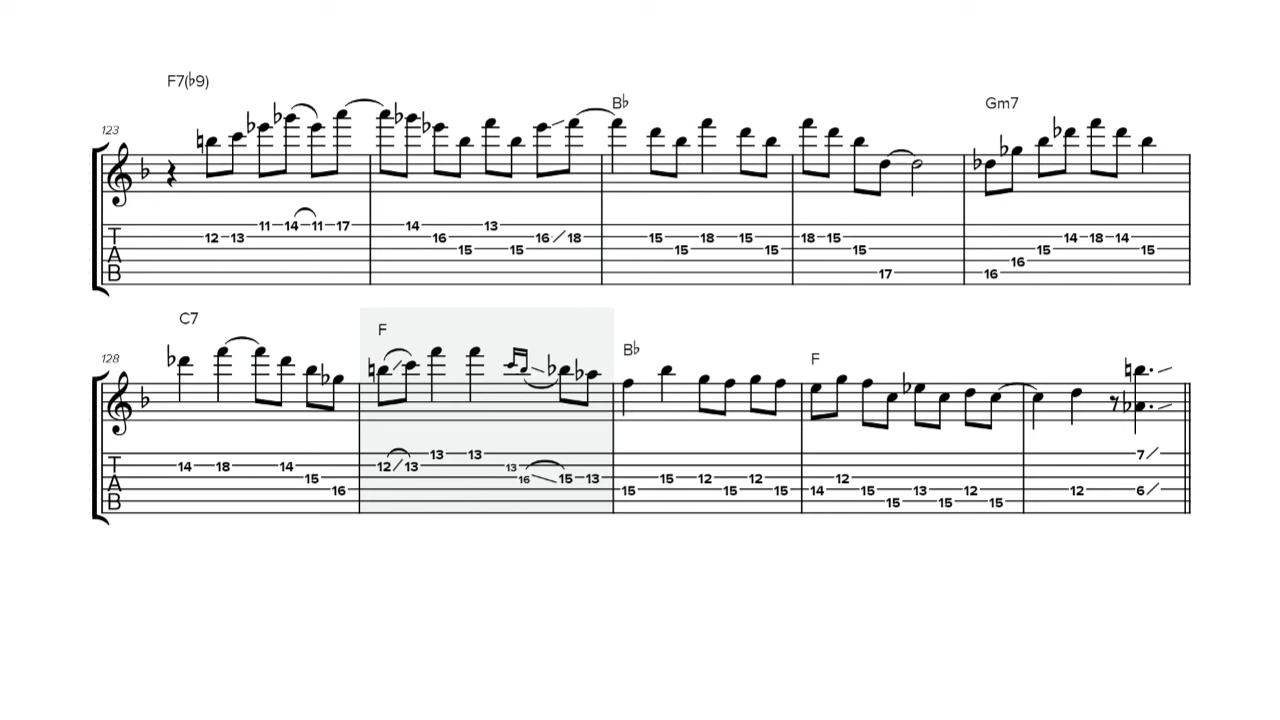 F7(♭9)
B♭ Gm7
123
11 14 11 17 14 13
12 13 16 16 18 15 18 15 18 15 14 18 14
15 15 15 15 15 15 15
16
17 16
T
A
B
C7 F B♭ F
128
13 13 7
14 18 14 12 13 13
15 16 15 13 15 12 12 12
16 15 15 15 14 15 13 12 12 6
15 15 15
T
A
B